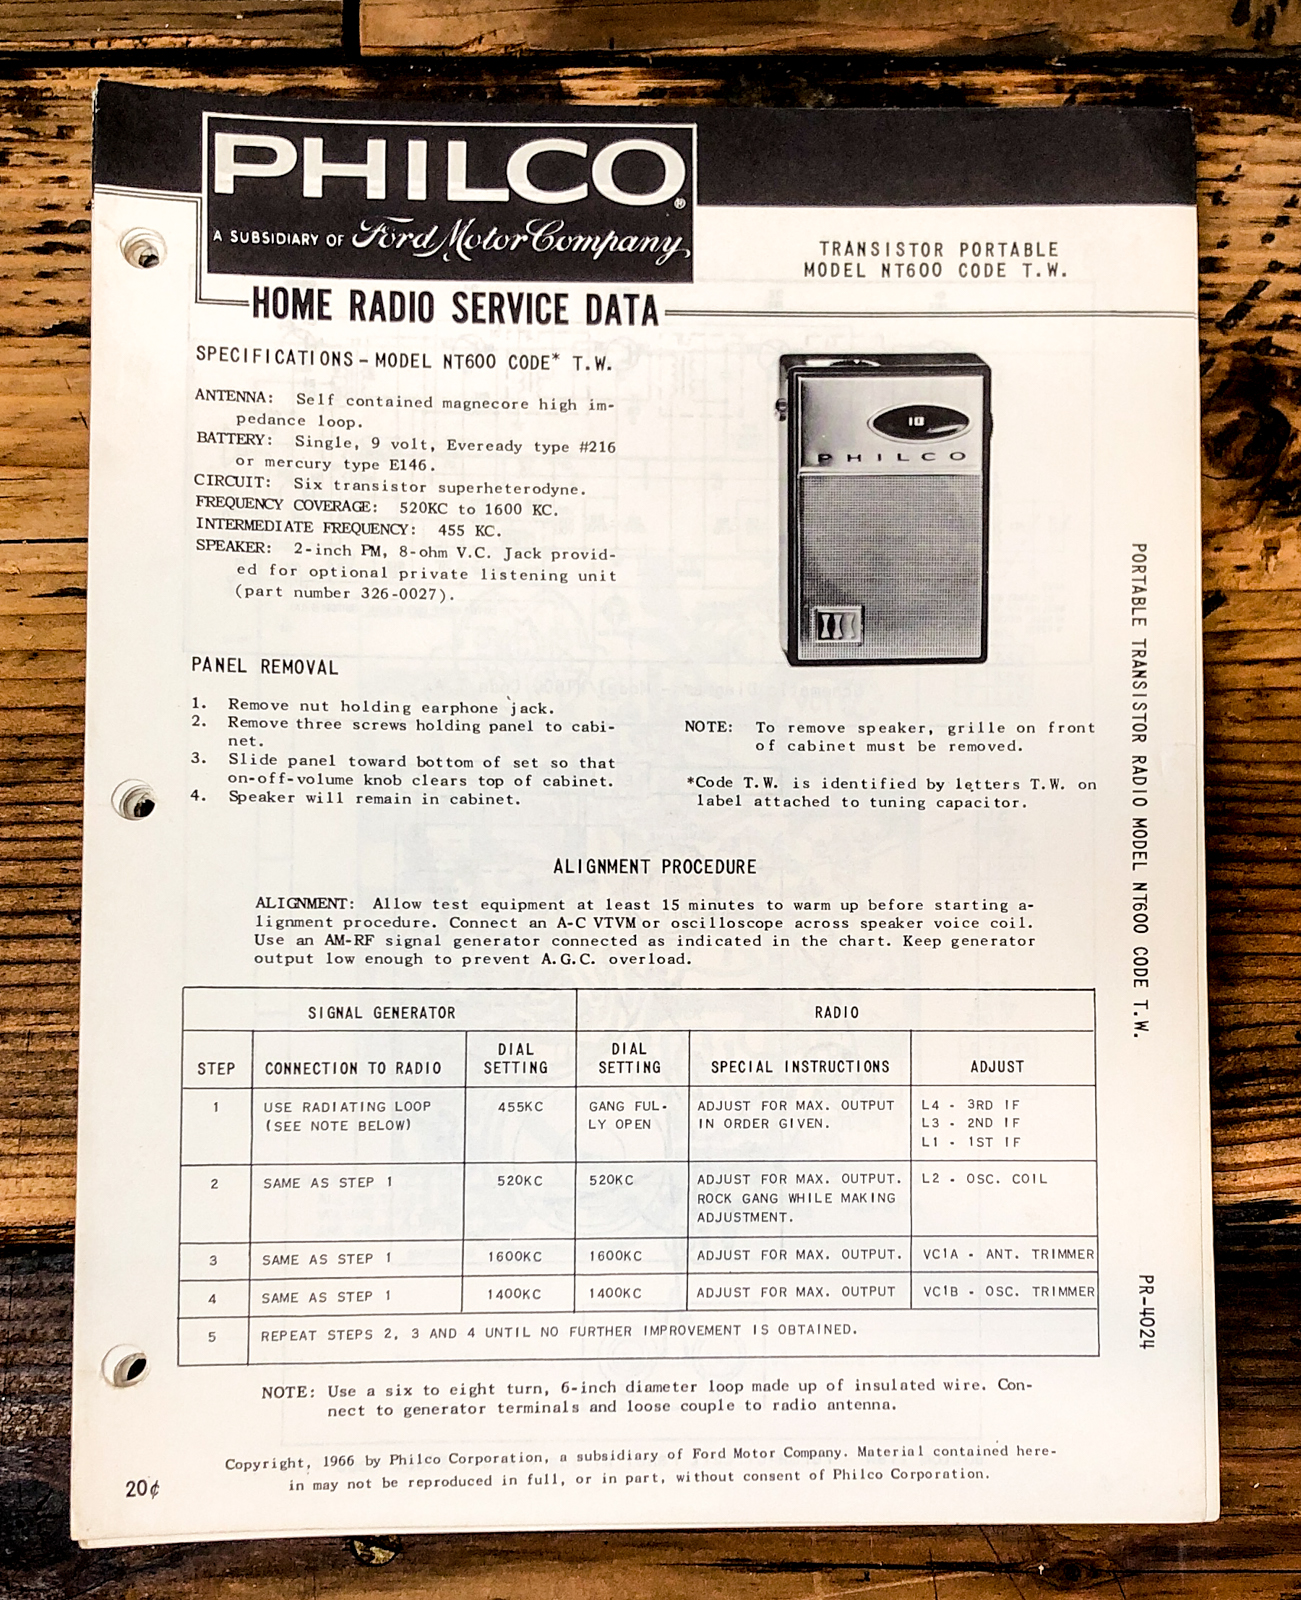 PHILCO®
A SUBSIDIARY OF Ford Motor Company,
TRANSISTOR PORTABLE
MODEL NT600 CODE T.W.
HOME RADIO SERVICE DATA
SPECIFICATIONS - MODEL NT600 CODE* T.W.
ANTENNA: Self contained magnecore high im-
pedance loop.
BATTERY: Single, 9 volt, Eveready type #216
or mercury type E146.
CIRCUIT: Six transistor superheterodyne.
FREQUENCY COVERAGE: 520KC to 1600 KC.
INTERMEDIATE FREQUENCY: 455 KC.
SPEAKER: 2-inch PM, 8-ohm V.C. Jack provid-
ed for optional private listening unit
(part number 326-0027).
10
PHILCO
PANEL REMOVAL
1. Remove nut holding earphone jack.
2. Remove three screws holding panel to cabi-
net.
3. Slide panel toward bottom of set so that
on-off-volume knob clears top of cabinet.
4. Speaker will remain in cabinet.
NOTE: To remove speaker, grille on front
of cabinet must be removed.
*Code T.W. is identified by letters T.W. on
label attached to tuning capacitor.
ALIGNMENT PROCEDURE
ALIGNMENT: Allow test equipment at least 15 minutes to warm up before starting a-
lignment procedure. Connect an A-C VTVM or oscilloscope across speaker voice coil.
Use an AM-RF signal generator connected as indicated in the chart. Keep generator
output low enough to prevent A.G.C. overload.
SIGNAL GENERATOR RADIO
STEP CONNECTION TO RADIO DIAL SETTING DIAL SETTING SPECIAL INSTRUCTIONS ADJUST
1 USE RADIATING LOOP 455KC GANG FUL- ADJUST FOR MAX. OUTPUT L4 - 3RD IF
(SEE NOTE BELOW) LY OPEN IN ORDER GIVEN. L3 - 2ND IF
L1 - 1ST IF
2 SAME AS STEP 1 520KC 520KC ADJUST FOR MAX. OUTPUT. L2 - OSC. COIL
ROCK GANG WHILE MAKING
ADJUSTMENT.
3 SAME AS STEP 1 1600KC 1600KC ADJUST FOR MAX. OUTPUT. VC1A - ANT. TRIMMER
4 SAME AS STEP 1 1400KC 1400KC ADJUST FOR MAX. OUTPUT VC1B - OSC. TRIMMER
5 REPEAT STEPS 2, 3 AND 4 UNTIL NO FURTHER IMPROVEMENT IS OBTAINED.
NOTE: Use a six to eight turn, 6-inch diameter loop made up of insulated wire. Con-
nect to generator terminals and loose couple to radio antenna.
Copyright, 1966 by Philco Corporation, a subsidiary of Ford Motor Company. Material contained here-
in may not be reproduced in full, or in part, without consent of Philco Corporation.
20¢
PORTABLE TRANSISTOR RADIO MODEL NT600 CODE T.W.
PR-4024